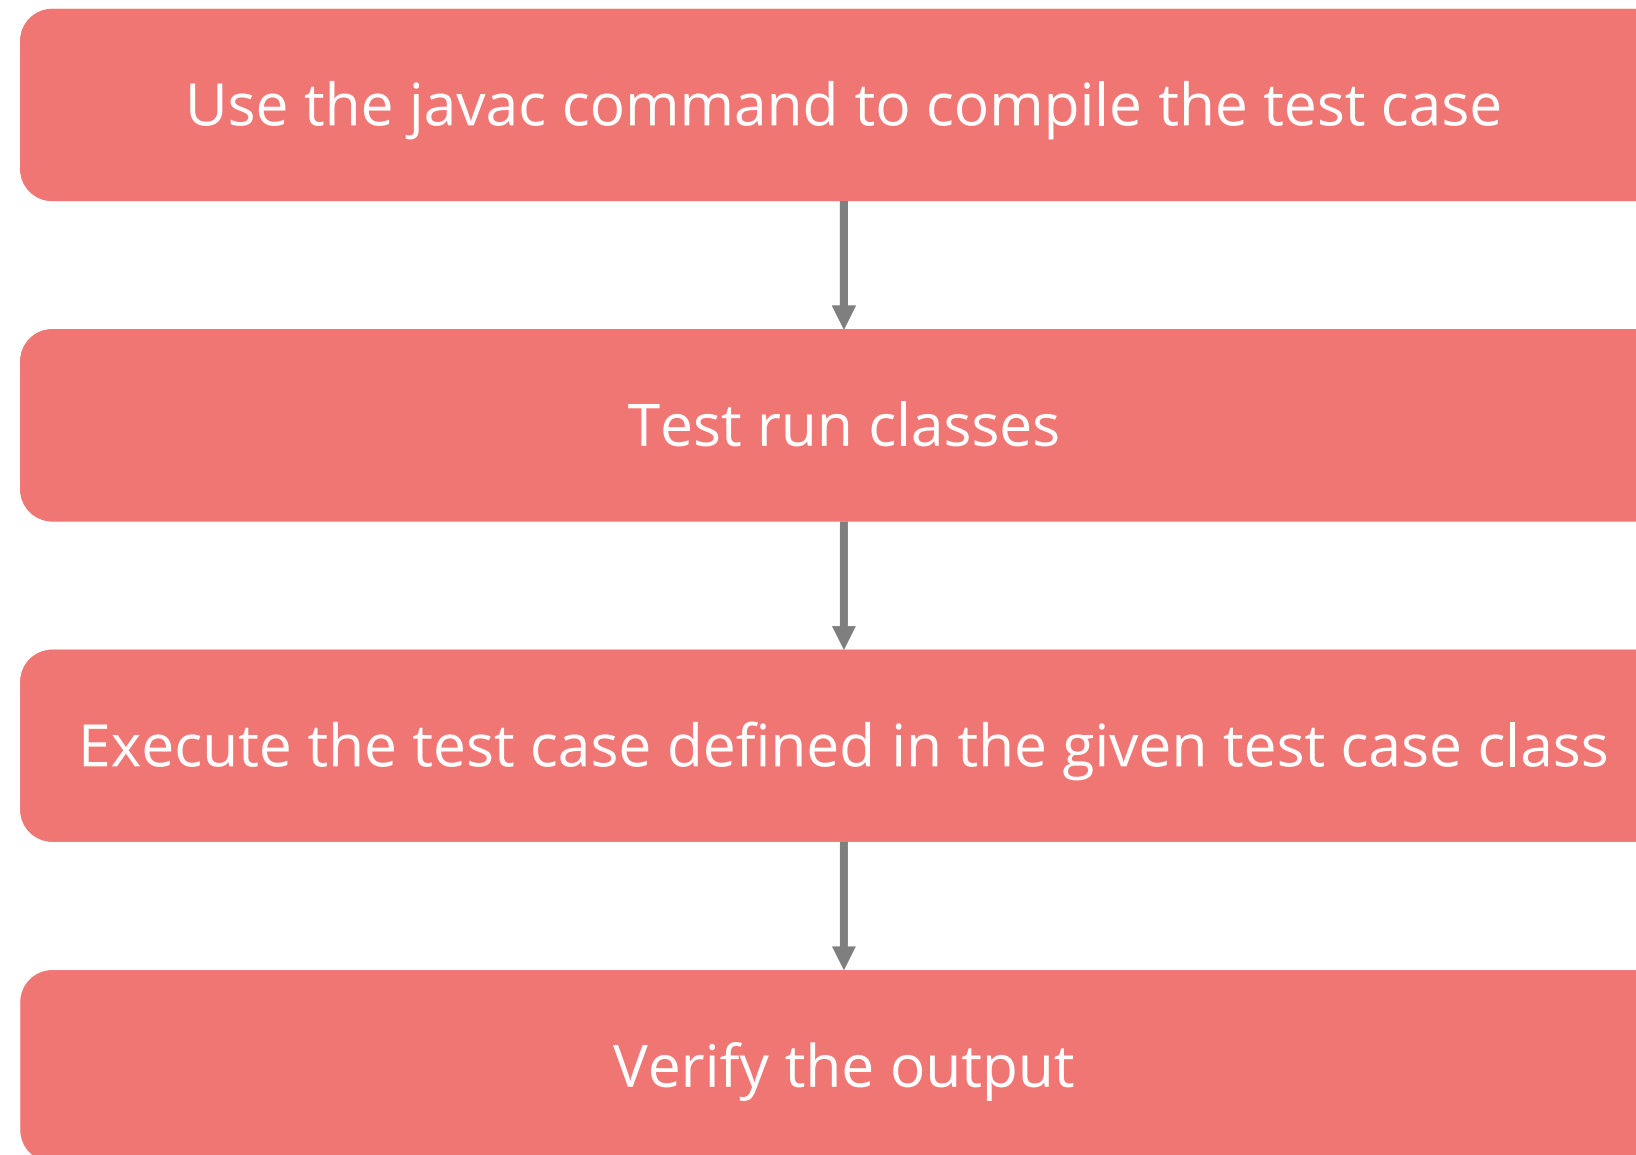 Use the javac command to compile the test case
Test run classes
Execute the test case defined in the given test case class
Verify the output